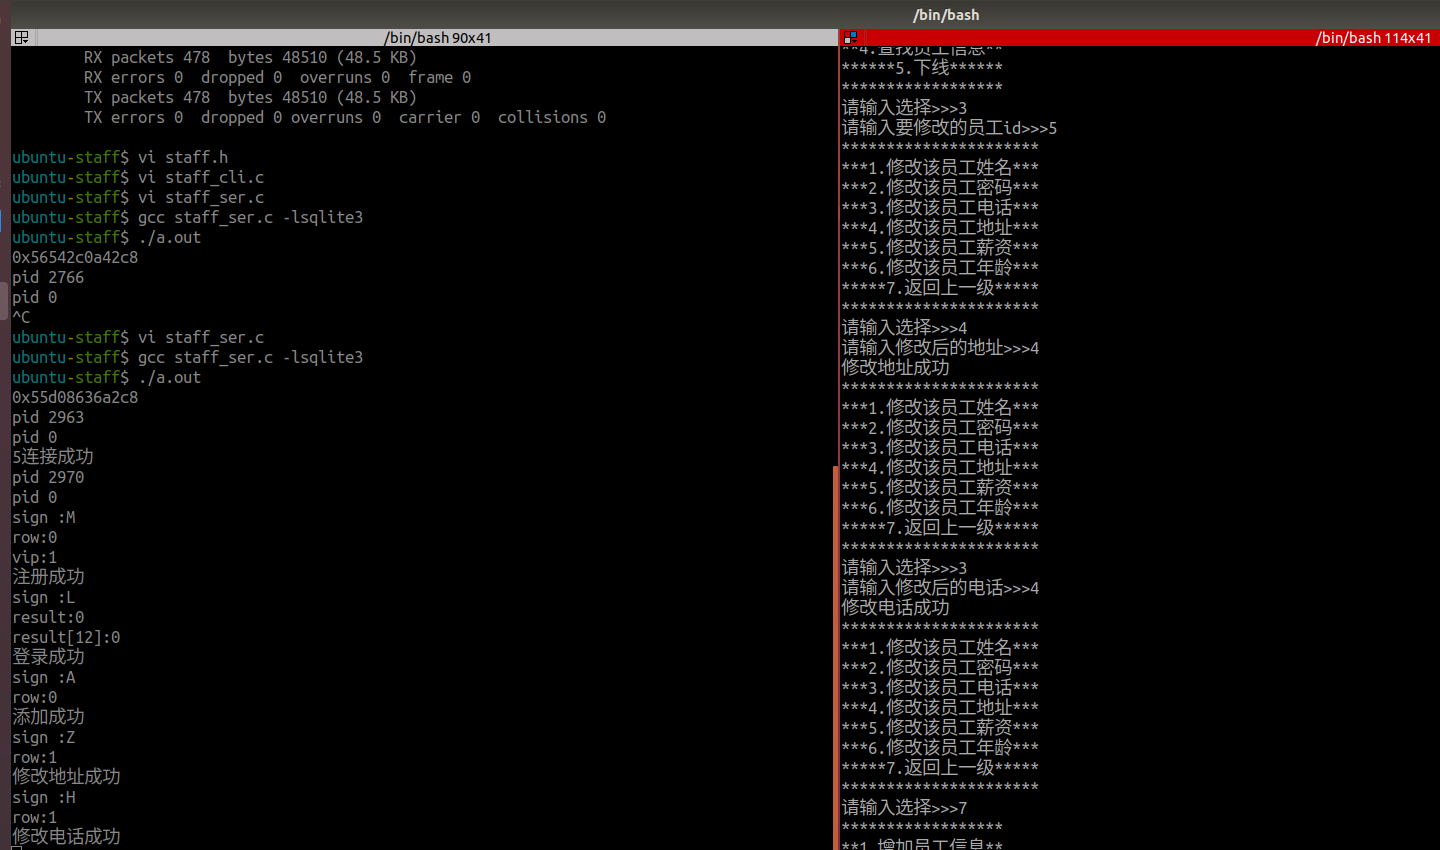 /bin/bash
/bin/bash 90x41
RX packets 478  bytes 48510 (48.5 KB)
RX errors 0  dropped 0  overruns 0  frame 0
TX packets 478  bytes 48510 (48.5 KB)
TX errors 0  dropped 0 overruns 0  carrier 0  collisions 0
ubuntu-staff$ vi staff.h
ubuntu-staff$ vi staff_cli.c
ubuntu-staff$ vi staff_ser.c
ubuntu-staff$ gcc staff_ser.c -lsqlite3
ubuntu-staff$ ./a.out
0x56542c0a42c8
pid 2766
pid 0
^C
ubuntu-staff$ vi staff_ser.c
ubuntu-staff$ gcc staff_ser.c -lsqlite3
ubuntu-staff$ ./a.out
0x55d08636a2c8
pid 2963
pid 0
5连接成功
pid 2970
pid 0
sign :M
row:0
vip:1
注册成功
sign :L
result:0
result[12]:0
登录成功
sign :A
row:0
添加成功
sign :Z
row:1
修改地址成功
sign :H
row:1
修改电话成功
/bin/bash 114x41
**4.查找员工信息**
******5.下线******
******************
请输入选择>>>3
请输入要修改的员工id>>>5
**********************
***1.修改该员工姓名***
***2.修改该员工密码***
***3.修改该员工电话***
***4.修改该员工地址***
***5.修改该员工薪资***
***6.修改该员工年龄***
*****7.返回上一级*****
**********************
请输入选择>>>4
请输入修改后的地址>>>4
修改地址成功
**********************
***1.修改该员工姓名***
***2.修改该员工密码***
***3.修改该员工电话***
***4.修改该员工地址***
***5.修改该员工薪资***
***6.修改该员工年龄***
*****7.返回上一级*****
**********************
请输入选择>>>3
请输入修改后的电话>>>4
修改电话成功
**********************
***1.修改该员工姓名***
***2.修改该员工密码***
***3.修改该员工电话***
***4.修改该员工地址***
***5.修改该员工薪资***
***6.修改该员工年龄***
*****7.返回上一级*****
**********************
请输入选择>>>7
******************
**1.增加员工信息**